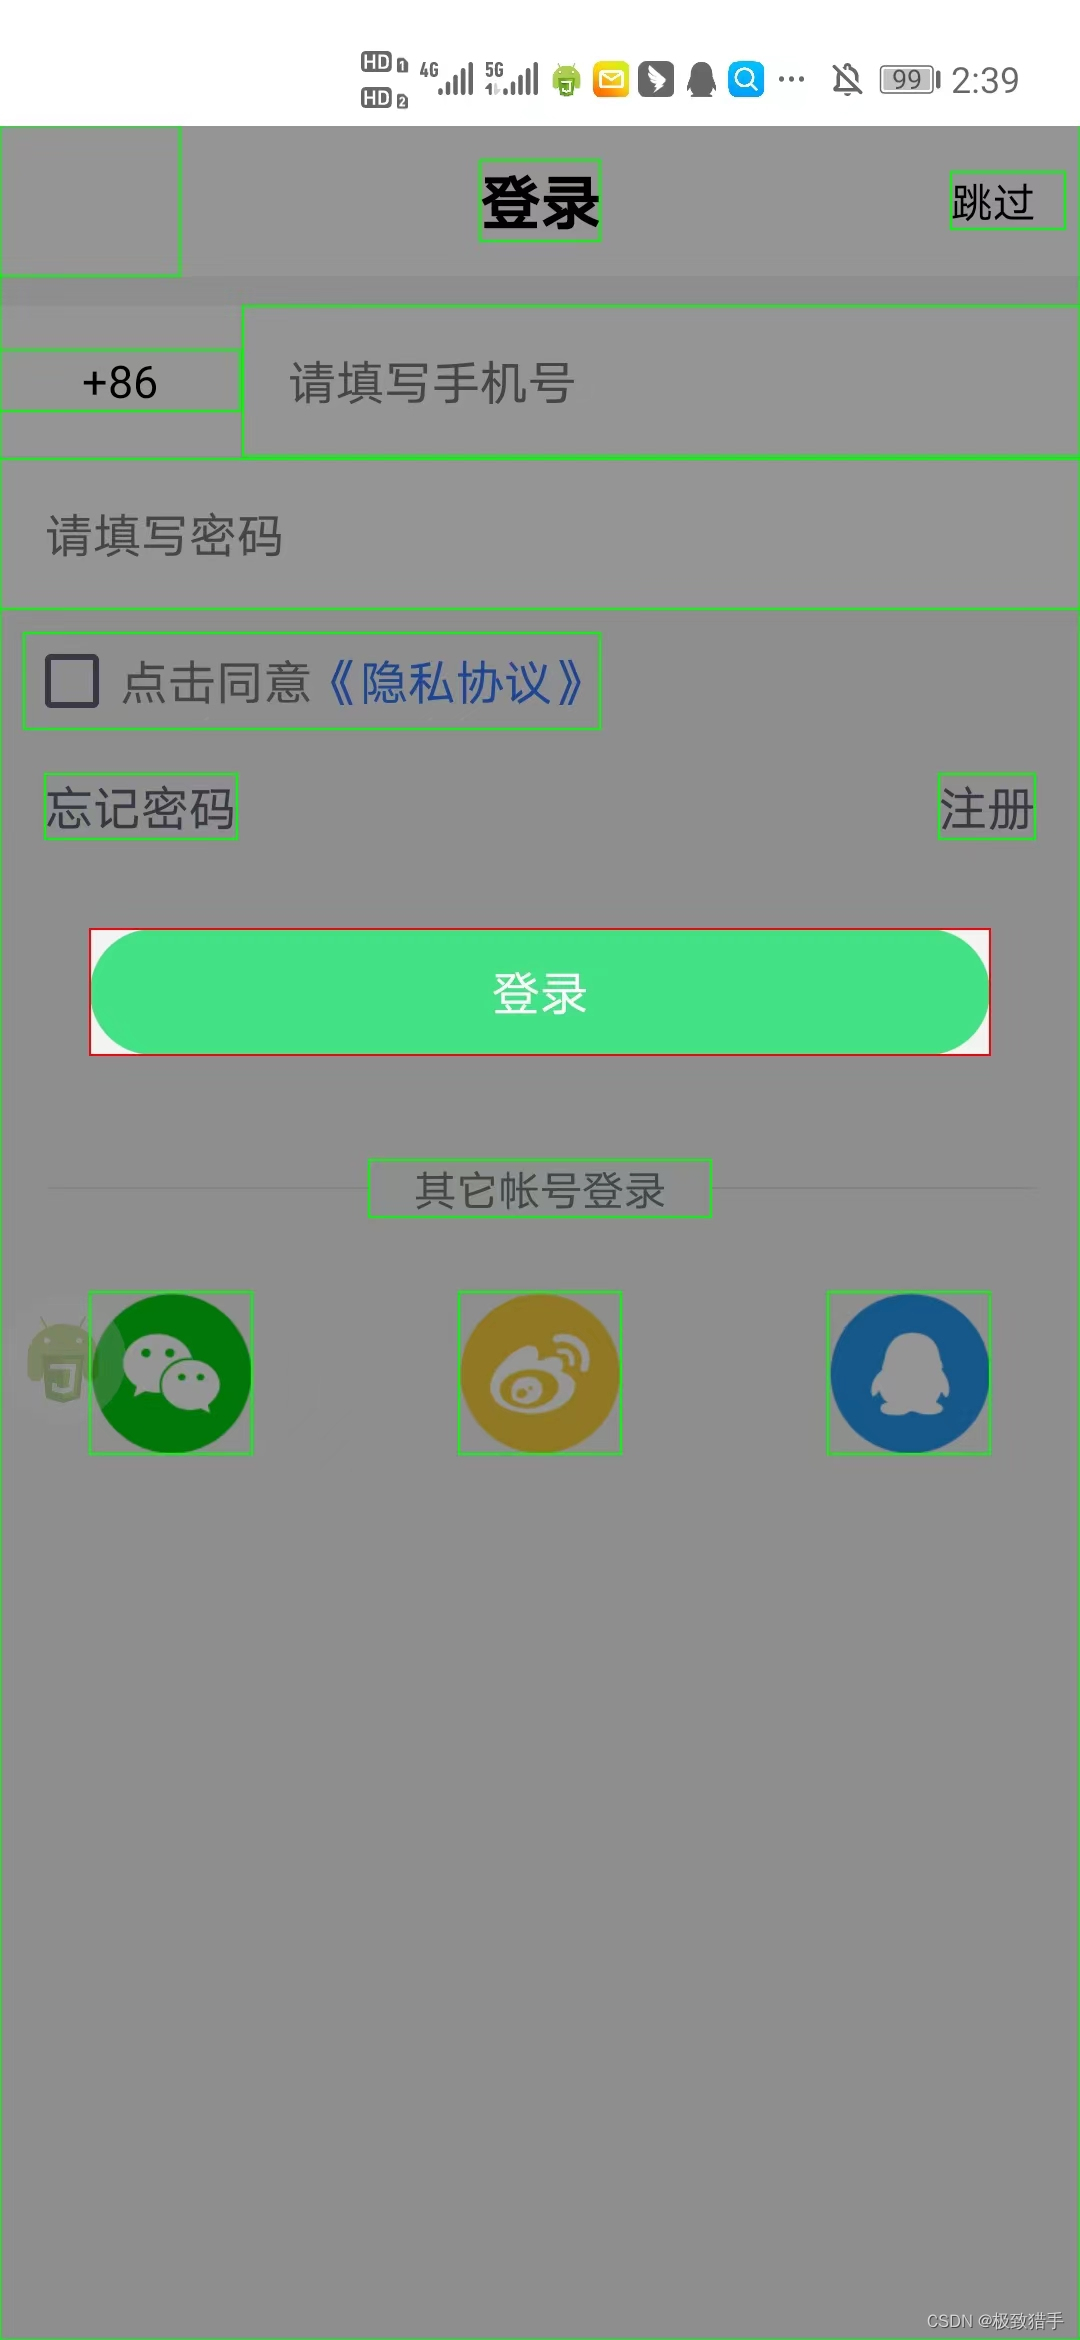 HD 1 4G 5G 99 2:39
HD 2
登录 跳过
+86 请填写手机号
请填写密码
点击同意《隐私协议》
忘记密码 注册
登录
其它帐号登录
CSDN @极致猎手